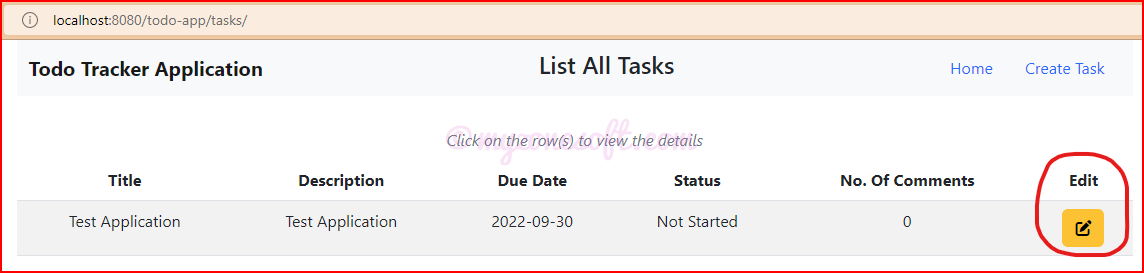 localhost:8080/todo-app/tasks/
Todo Tracker Application List All Tasks Home Create Task
©myzonesoft.com
Click on the row(s) to view the details
Title Description Due Date Status No. Of Comments Edit
Test Application Test Application 2022-09-30 Not Started 0